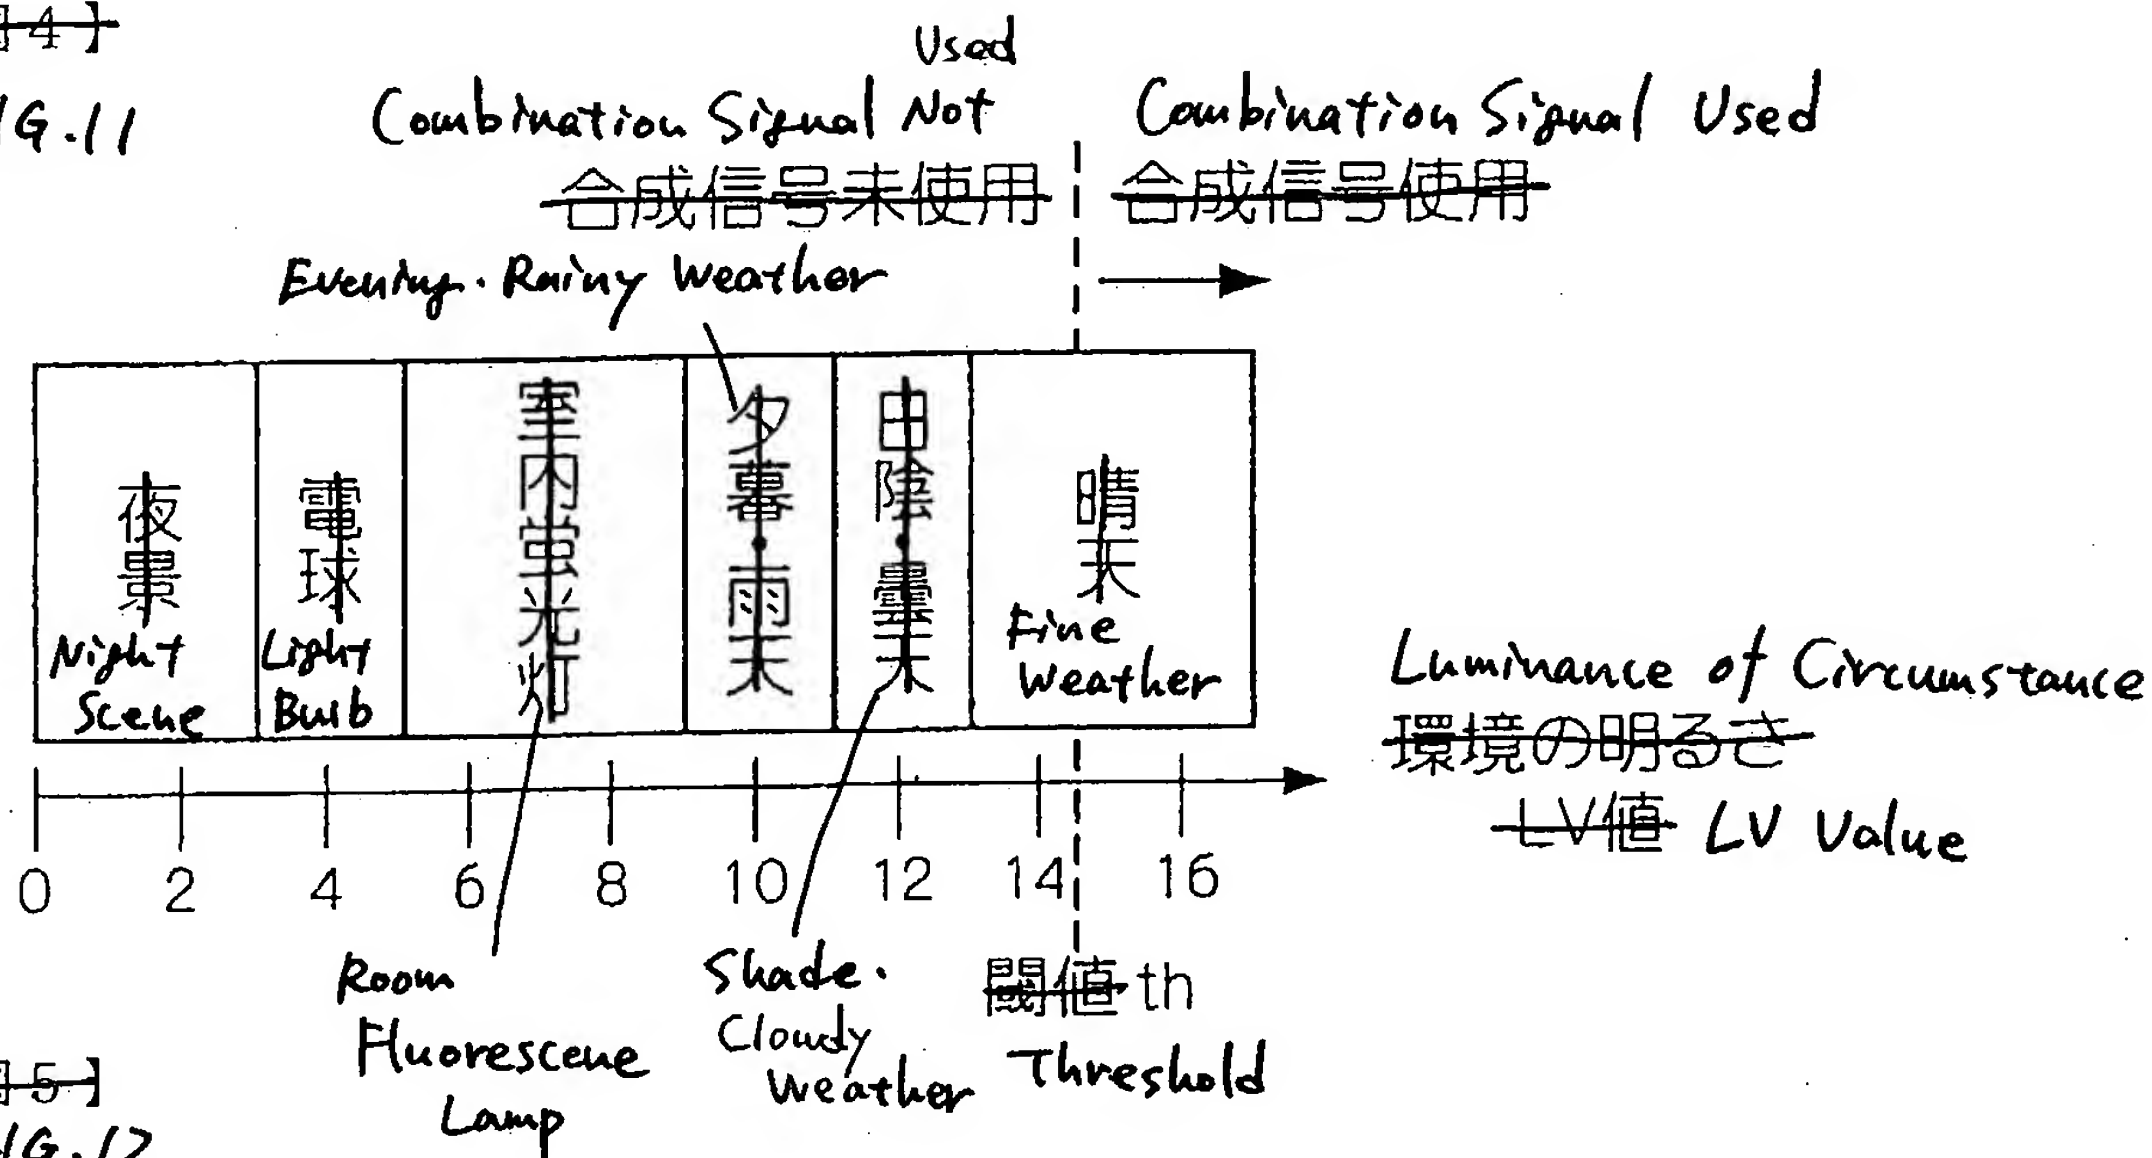 4】
IG.11
Used
Combination Signal Not
Combination Signal Used
合成信号未使用
合成信号使用
Evening・Rainy Weather
夜景
Night
Scene
電球
Light
Bulb
室内蛍光灯
夕暮・雨天
日陰・曇天
晴天
Fine
Weather
Luminance of Circumstance
環境の明るさ
LV値 LV Value
0 2 4 6 8 10 12 14 16
Room
Fluorescene
Lamp
Shade・
Cloudy
Weather
閾値 th
Threshold
5】
IG.12